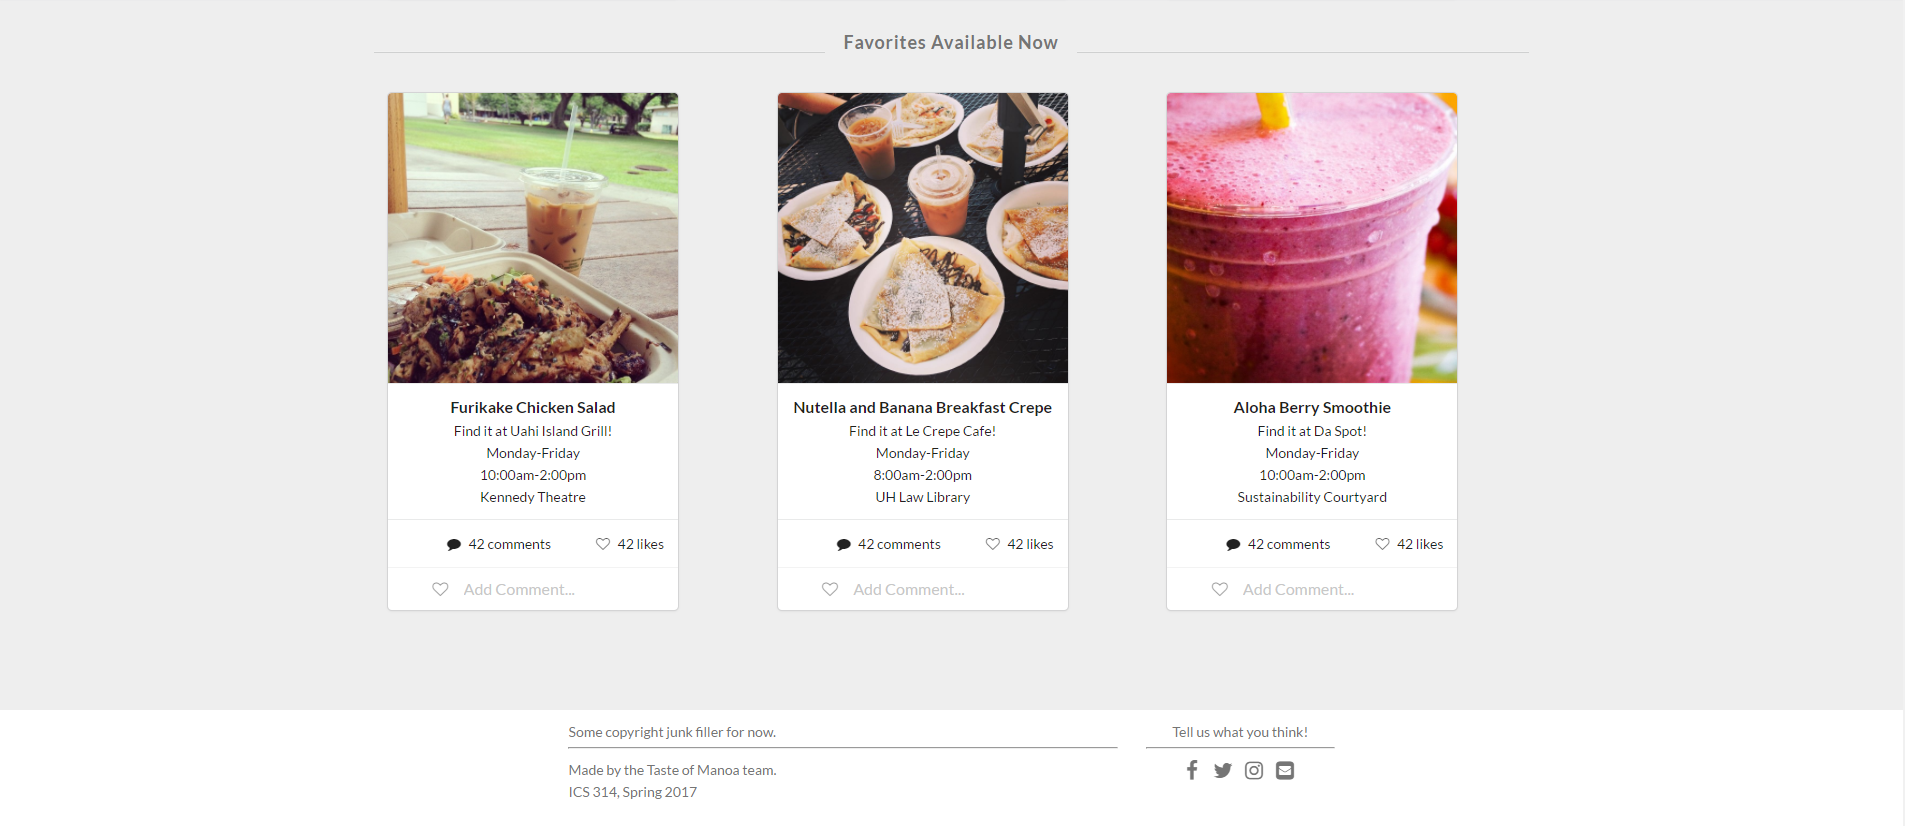 Favorites Available Now
Furikake Chicken Salad
Find it at Uahi Island Grill!
Monday-Friday
10:00am-2:00pm
Kennedy Theatre
42 comments 42 likes
Add Comment...
Nutella and Banana Breakfast Crepe
Find it at Le Crepe Cafe!
Monday-Friday
8:00am-2:00pm
UH Law Library
42 comments 42 likes
Add Comment...
Aloha Berry Smoothie
Find it at Da Spot!
Monday-Friday
10:00am-2:00pm
Sustainability Courtyard
42 comments 42 likes
Add Comment...
Some copyright junk filler for now.
Made by the Taste of Manoa team.
ICS 314, Spring 2017
Tell us what you think!